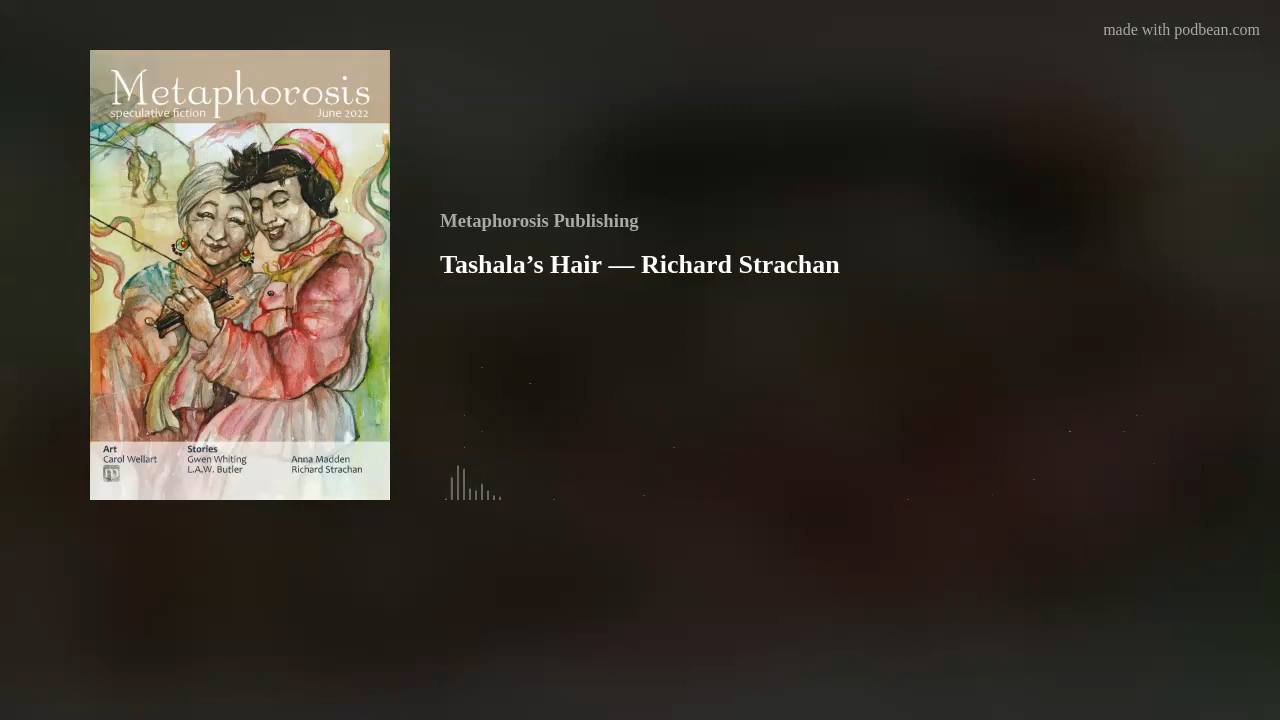 made with podbean.com
Metaphorosis
speculative fiction
June 2022
Metaphorosis Publishing
Tashala’s Hair — Richard Strachan
Art
Carol Wellart
m
Stories
Gwen Whiting
L.A.W. Butler
Anna Madden
Richard Strachan